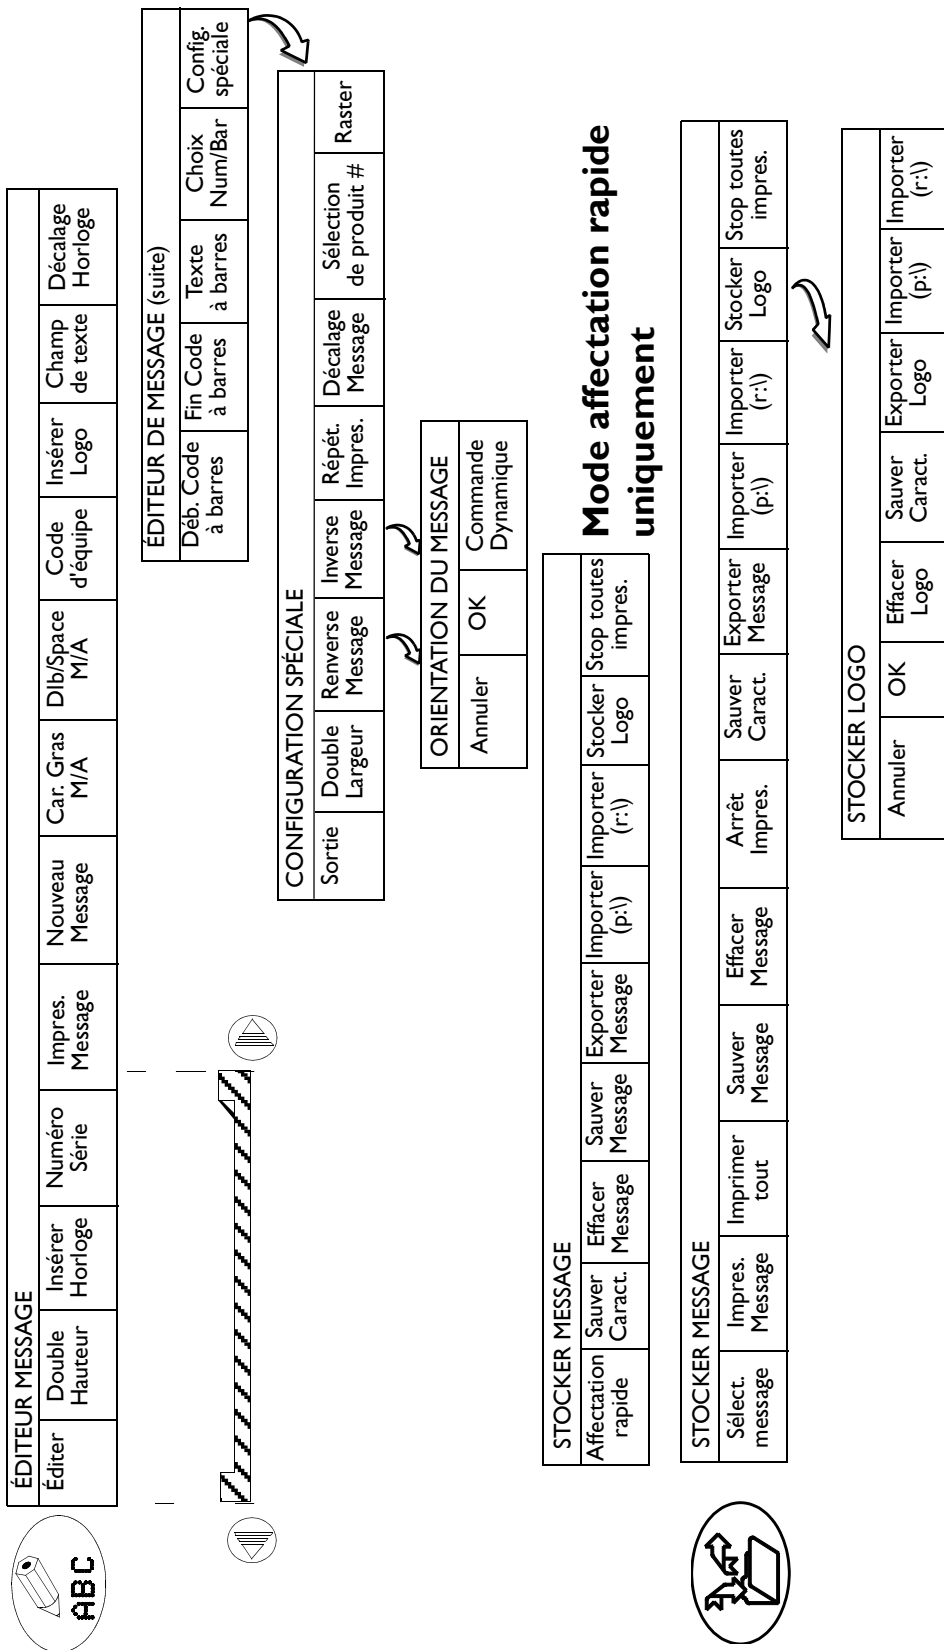 ÉDITEUR MESSAGE
Éditer
Double
Hauteur
Insérer
Horloge
Numéro
Série
Impres.
Message
Nouveau
Message
Car. Gras
M/A
Dlb/Space
M/A
Code
d'équipe
Insérer
Logo
Champ
de texte
Décalage
Horloge
ABC
ÉDITEUR DE MESSAGE (suite)
Déb. Code
à barres
Fin Code
à barres
Texte
à barres
Choix
Num/Bar
Config.
spéciale
CONFIGURATION SPÉCIALE
Sortie
Double
Largeur
Renverse
Message
Inverse
Message
Répét.
Impres.
Décalage
Message
Sélection
de produit #
Raster
ORIENTATION DU MESSAGE
Annuler
OK
Commande
Dynamique
Mode affectation rapide
uniquement
STOCKER MESSAGE
Affectation
rapide
Sauver
Caract.
Effacer
Message
Sauver
Message
Exporter
Message
Importer
(p:\)
Importer
(r:\)
Stocker
Logo
Stop toutes
impres.
STOCKER MESSAGE
Sélect.
message
Impres.
Message
Imprimer
tout
Sauver
Message
Effacer
Message
Arrêt
Impres.
Sauver
Caract.
Exporter
Message
Importer
(p:\)
Importer
(r:\)
Stocker
Logo
Stop toutes
impres.
STOCKER LOGO
Annuler
OK
Effacer
Logo
Sauver
Caract.
Exporter
Logo
Importer
(p:\)
Importer
(r:\)